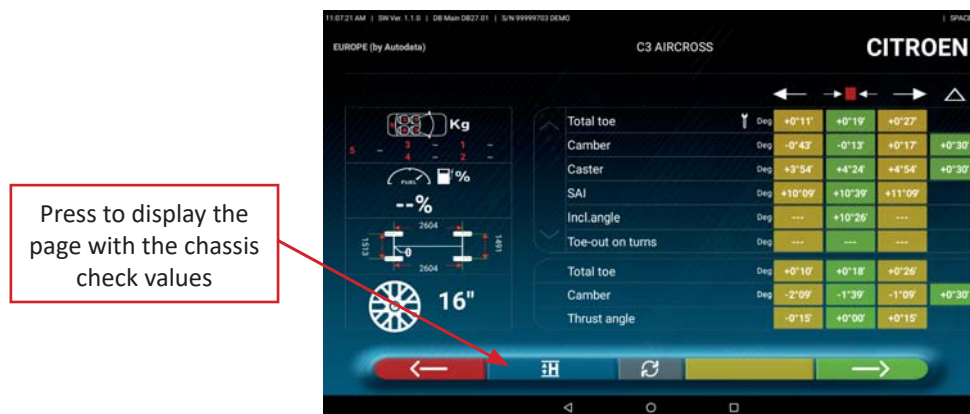 11:07:21 AM | SW Ver: 1.1.0 | DB Main DB27.01 | S/N 99999703 DEMO | SPACE
EUROPE (by Autodata) C3 AIRCROSS CITROEN
Kg
5 - 3 - 1 -
4 - 2 -
FUEL %
--%
2604
1513 1491
2604
16"
Total toe Deg +0°11' +0°19' +0°27'
Camber Deg -0°43' -0°13' +0°17' +0°30'
Caster Deg +3°54' +4°24' +4°54' +0°30'
SAI Deg +10°09' +10°39' +11°09'
Incl.angle Deg --- +10°26' ---
Toe-out on turns Deg --- --- ---
Total toe Deg +0°10' +0°18' +0°26'
Camber Deg -2°09' -1°39' -1°09' +0°30'
Thrust angle -0°15' +0°00' +0°15'
Press to display the
page with the chassis
check values